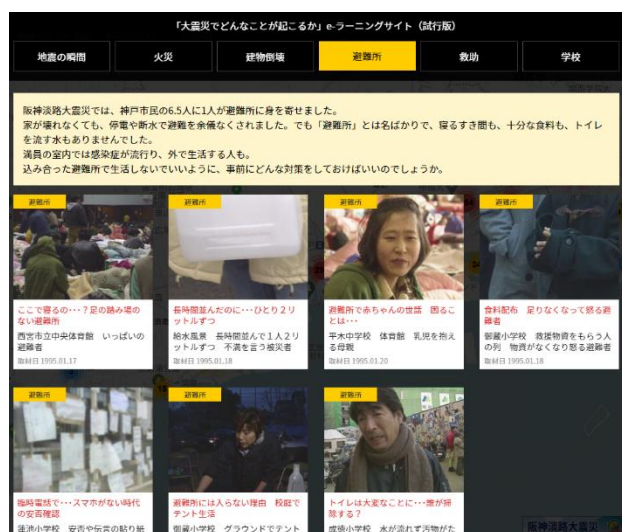 「大震災でどんなことが起こるか」e-ラーニングサイト（試行版）
地震の瞬間
火災
建物倒壊
避難所
救助
学校
阪神淡路大震災では、神戸市民の6.5人に1人が避難所に身を寄せました。
家が壊れなくても、停電や断水で避難を余儀なくされました。でも「避難所」とは名ばかりで、寝るすき間も、十分な食料も、トイレ
を流す水もありませんでした。
満員の室内では感染症が流行り、外で生活する人も。
込み合った避難所で生活しないでいいように、事前にどんな対策をしておけばいいのでしょうか。
避難所
ここで寝るの・・・？足の踏み場の
ない避難所
西宮市立中央体育館　いっぱいの
避難者
取材日 1995.01.17
避難所
長時間並んだのに・・・ひとり２リ
ットルずつ
給水風景　長時間並んで１人２リ
ットルずつ　不満を言う被災者
取材日 1995.01.18
避難所
避難所で赤ちゃんの世話　困るこ
とは・・・
平木中学校　体育館　乳児を抱え
る母親
取材日 1995.01.20
避難所
食料配布　足りなくなって怒る避
難者
御蔵小学校　救援物資をもらう人
の列　物資がなくなり怒る避難者
取材日 1995.01.18
避難所
臨時電話で・・・スマホがない時代
の安否確認
蓮池小学校　安否や伝言の貼り紙
避難所
避難所には入らない理由　校庭で
テント生活
御蔵小学校　グラウンドでテント
避難所
トイレは大変なことに・・・誰が掃
除する？
成徳小学校　水が流れず汚物がた
阪神淡路大震災